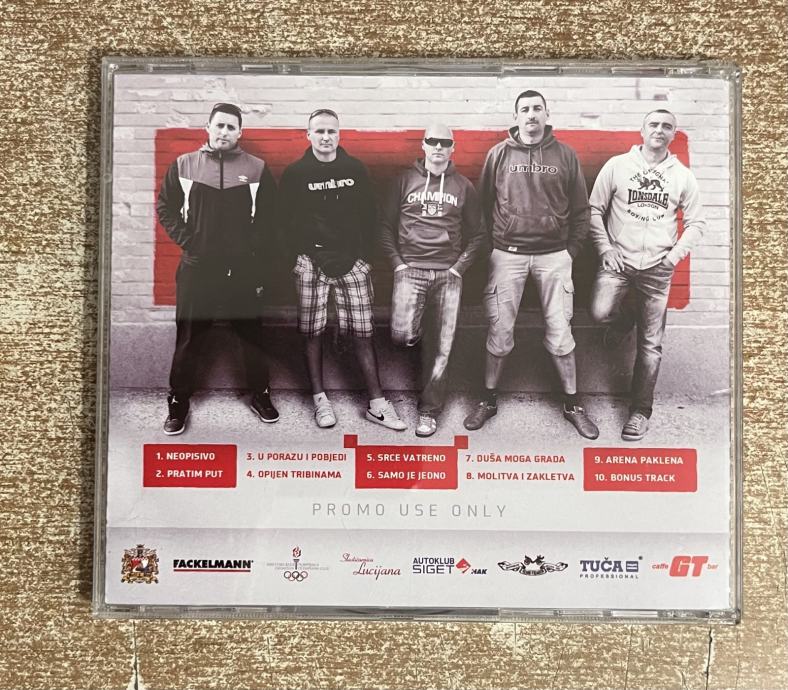 umbro
CHAMPION
umbro
LONSDALE
LONDON
1. NEOPISIVO
2. PRATIM PUT
3. U PORAZU I POBJEDI
4. OPIJEN TRIBINAMA
5. SRCE VATRENO
6. SAMO JE JEDNO
7. DUŠA MOGA GRADA
8. MOLITVA I ZAKLETVA
9. ARENA PAKLENA
10. BONUS TRACK
PROMO USE ONLY
FACKELMANN
Slastičarnica
Lucijana
AUTOKLUB
SIGET
HAK
TUČA
PROFESSIONAL
caffe GT bar